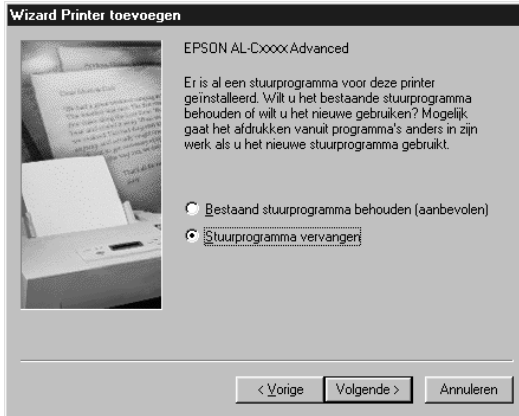 Wizard Printer toevoegen
EPSON AL-Cxxxx Advanced
Er is al een stuurprogramma voor deze printer
geïnstalleerd. Wilt u het bestaande stuurprogramma
behouden of wilt u het nieuwe gebruiken? Mogelijk
gaat het afdrukken vanuit programma's anders in zijn
werk als u het nieuwe stuurprogramma gebruikt.
Bestaand stuurprogramma behouden (aanbevolen)
Stuurprogramma vervangen
< Vorige
Volgende >
Annuleren